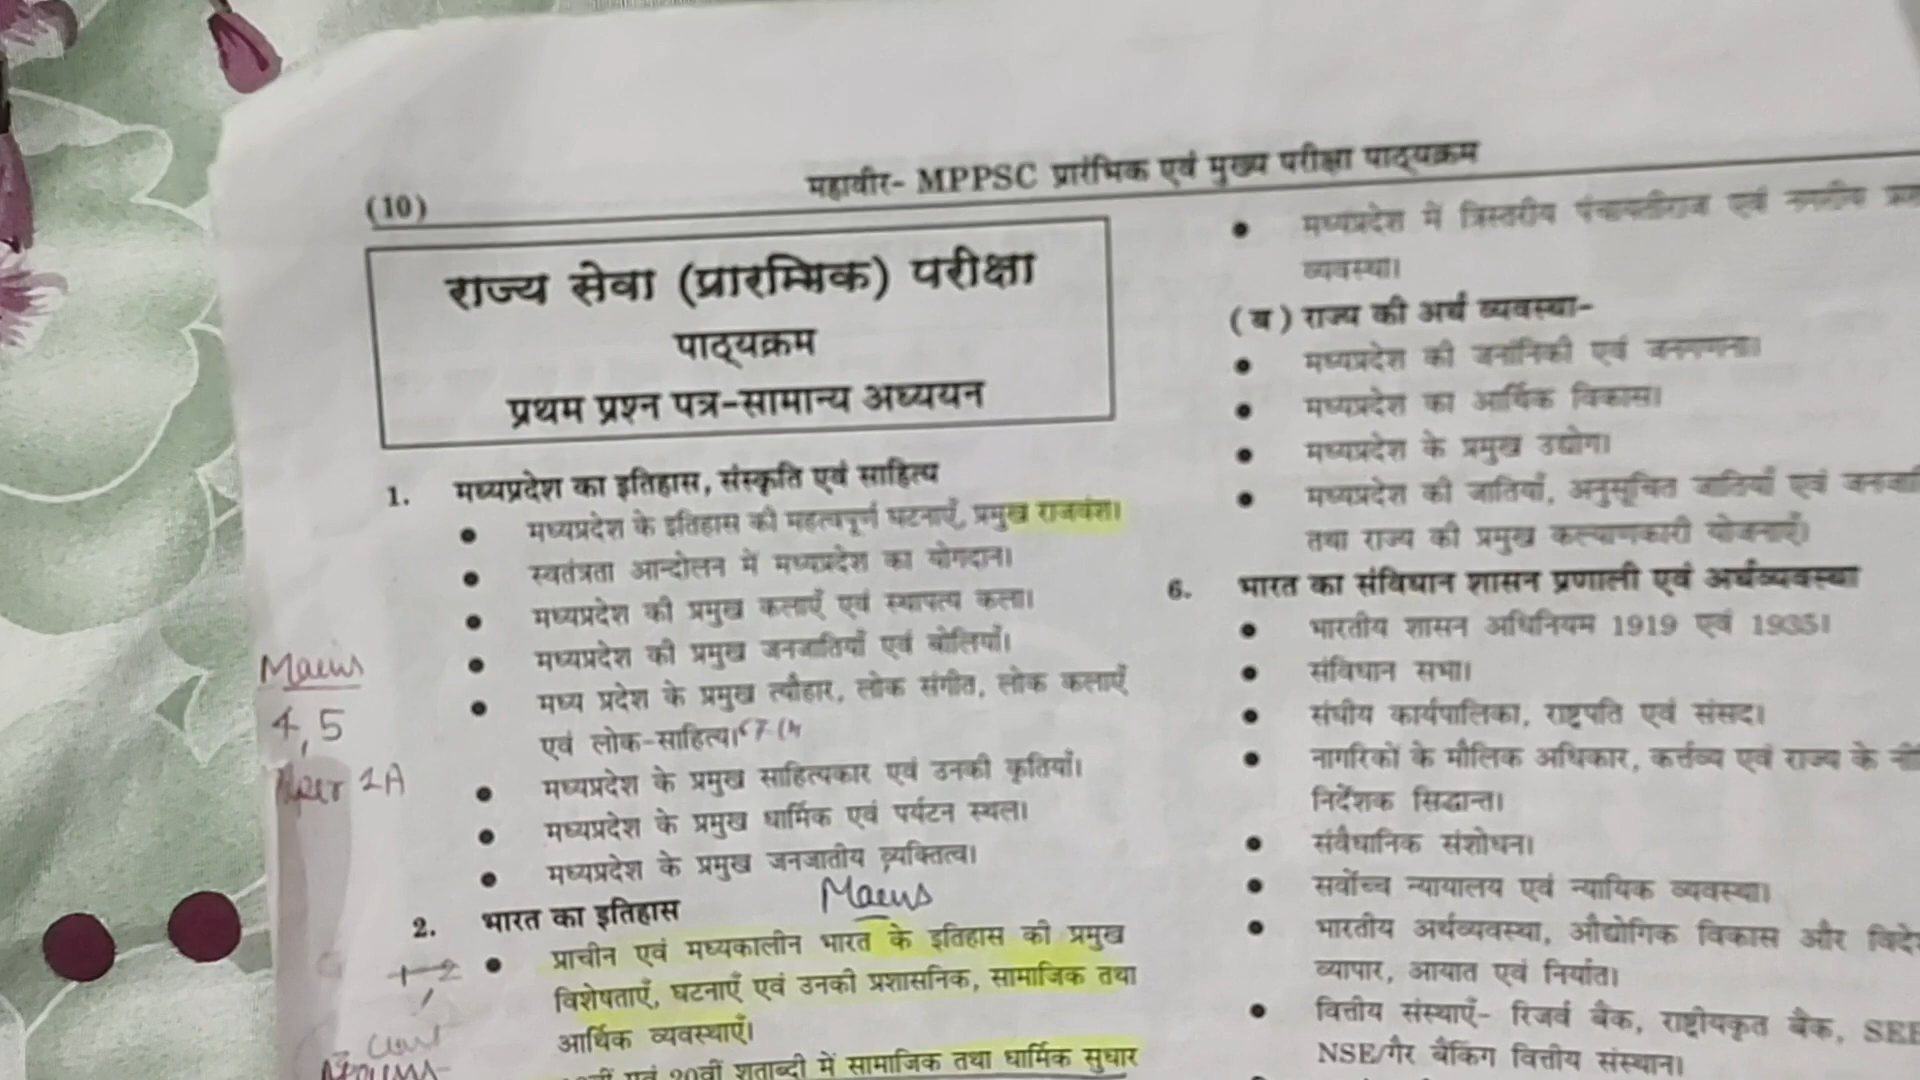 महावीर- MPPSC प्रारंभिक एवं मुख्य परीक्षा पाठ्यक्रम
(10)
राज्य सेवा (प्रारम्भिक) परीक्षा
पाठ्यक्रम
प्रथम प्रश्न पत्र-सामान्य अध्ययन
1. मध्यप्रदेश का इतिहास, संस्कृति एवं साहित्य
● मध्यप्रदेश के इतिहास की महत्वपूर्ण घटनाएँ, प्रमुख राजवंश।
● स्वतंत्रता आन्दोलन में मध्यप्रदेश का योगदान।
● मध्यप्रदेश की प्रमुख कलाएँ एवं स्थापत्य कला।
● मध्यप्रदेश की प्रमुख जनजातियाँ एवं बोलियाँ।
● मध्य प्रदेश के प्रमुख त्यौहार, लोक संगीत, लोक कलाएँ
एवं लोक-साहित्य।
● मध्यप्रदेश के प्रमुख साहित्यकार एवं उनकी कृतियाँ।
● मध्यप्रदेश के प्रमुख धार्मिक एवं पर्यटन स्थल।
● मध्यप्रदेश के प्रमुख जनजातीय व्यक्तित्व।
Mains
4, 5
1A
Mains
2. भारत का इतिहास
● प्राचीन एवं मध्यकालीन भारत के इतिहास की प्रमुख
विशेषताएँ, घटनाएँ एवं उनकी प्रशासनिक, सामाजिक तथा
आर्थिक व्यवस्थाएँ।
एवं 20वीं शताब्दी में सामाजिक तथा धार्मिक सुधार
● मध्यप्रदेश में त्रिस्तरीय पंचायतीराज एवं नगरीय
व्यवस्था।
(ब) राज्य की अर्थ व्यवस्था-
● मध्यप्रदेश की जनांनिकी एवं जनगणना।
● मध्यप्रदेश का आर्थिक विकास।
● मध्यप्रदेश के प्रमुख उद्योग।
● मध्यप्रदेश की जातियाँ, अनुसूचित जातियाँ एवं
तथा राज्य की प्रमुख कल्याणकारी योजनाएँ।
6. भारत का संविधान शासन प्रणाली एवं अर्थव्यवस्था
● भारतीय शासन अधिनियम 1919 एवं 1935।
● संविधान सभा।
● संघीय कार्यपालिका, राष्ट्रपति एवं संसद।
● नागरिकों के मौलिक अधिकार, कर्त्तव्य एवं राज्य के
निर्देशक सिद्धान्त।
● संवैधानिक संशोधन।
● सर्वोच्च न्यायालय एवं न्यायिक व्यवस्था।
● भारतीय अर्थव्यवस्था, औद्योगिक विकास और
व्यापार, आयात एवं निर्यात।
● वित्तीय संस्थाएँ- रिजर्व बैंक, राष्ट्रीयकृत बैंक,
NSE/गैर बैंकिंग वित्तीय संस्थान।